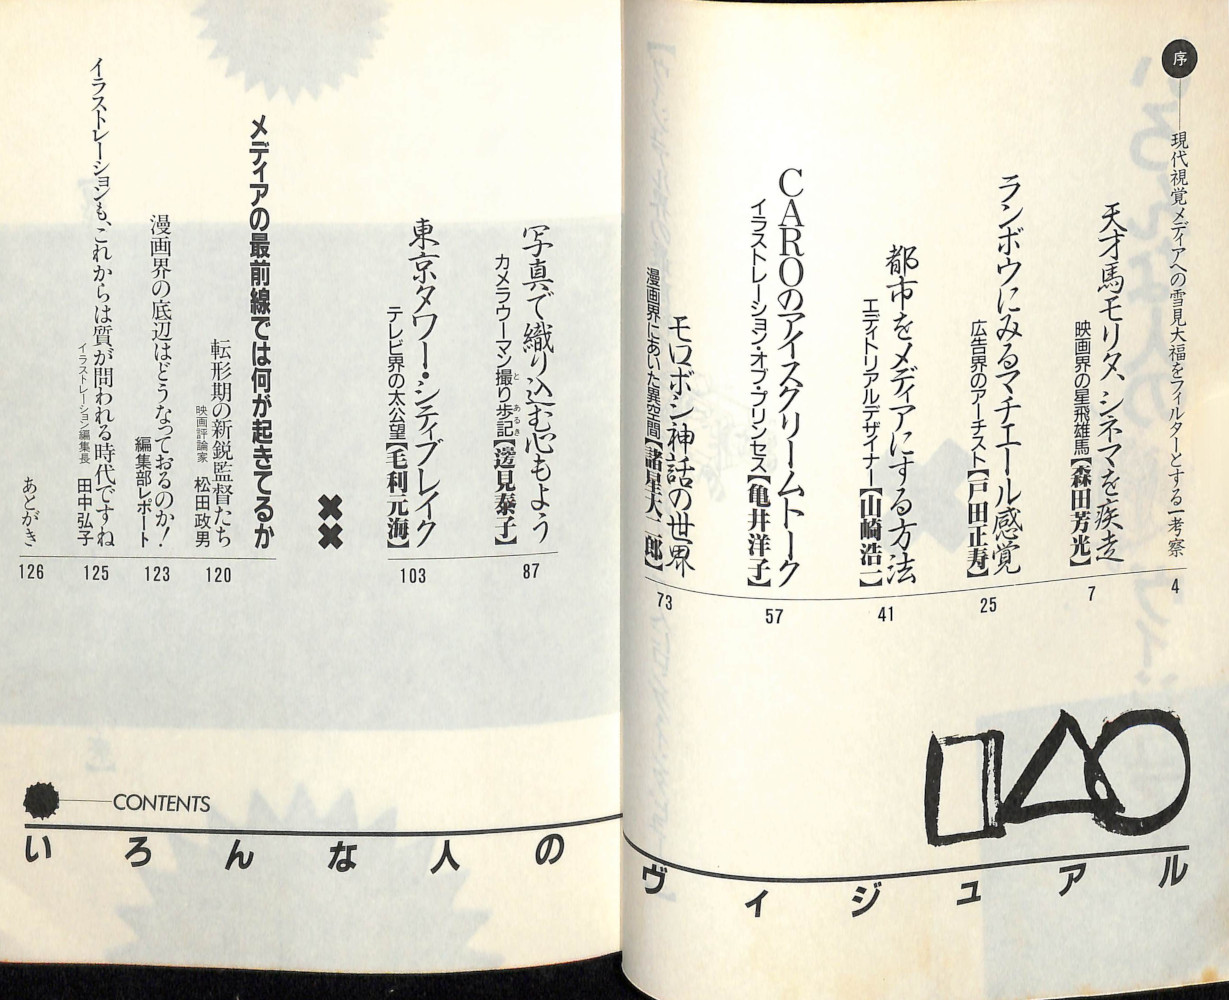 序
現代視覚メディアへの雪見大福をフィルターとする一考察
4
天才馬モリタ、シネマを疾走
映画界の星飛雄馬【森田芳光】
7
ランボウにみるマチエール感覚
広告界のアーチスト【戸田正寿】
25
都市をメディアにする方法
エディトリアルデザイナー【山崎浩一】
41
CAROのアイスクリームトーク
イラストレーション・オブ・プリンセス【亀井洋子】
57
モロボシ神話の世界
漫画界にあいた異空間【諸星大二郎】
73
写真で織り込む心もよう
カメラウーマン撮り歩記【邊見泰子】
と
あるき
87
東京タワー・シティブレイク
テレビ界の太公望【毛利元海】
103
メディアの最前線では何が起きてるか
転形期の新鋭監督たち
映画評論家 松田政男
120
漫画界の底辺はどうなっておるのか!
編集部レポート
123
イラストレーションも、これからは質が問われる時代ですね
イラストレーション編集長 田中弘子
125
あとがき
126
CONTENTS
いろんな人の
ヴィジュアル